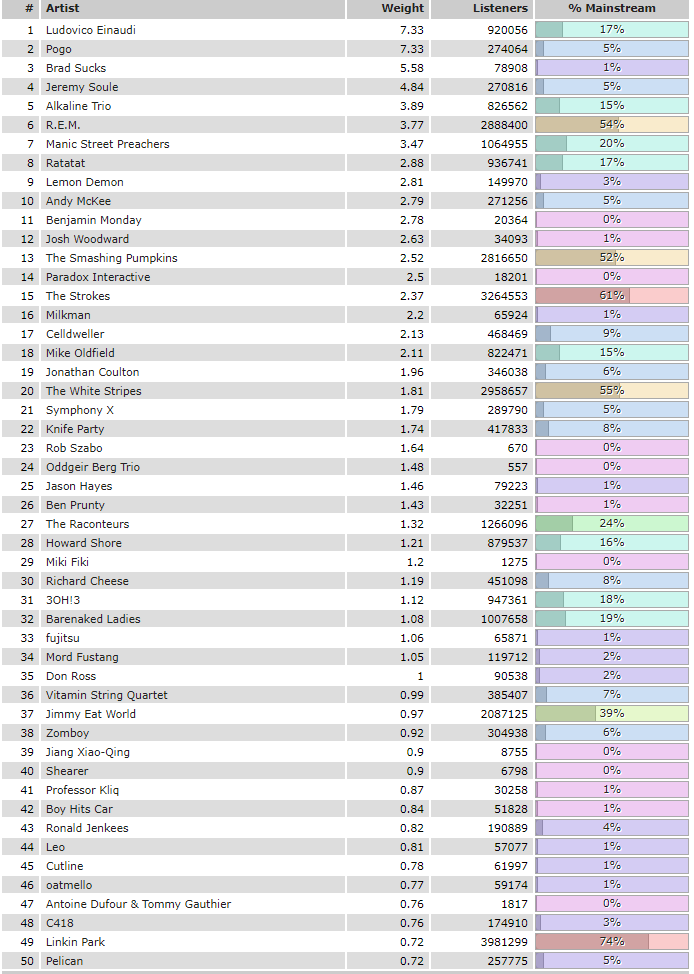 # Artist Weight Listeners % Mainstream
1 Ludovico Einaudi 7.33 920056 17%
2 Pogo 7.33 274064 5%
3 Brad Sucks 5.58 78908 1%
4 Jeremy Soule 4.84 270816 5%
5 Alkaline Trio 3.89 826562 15%
6 R.E.M. 3.77 2888400 54%
7 Manic Street Preachers 3.47 1064955 20%
8 Ratatat 2.88 936741 17%
9 Lemon Demon 2.81 149970 3%
10 Andy McKee 2.79 271256 5%
11 Benjamin Monday 2.78 20364 0%
12 Josh Woodward 2.63 34093 1%
13 The Smashing Pumpkins 2.52 2816650 52%
14 Paradox Interactive 2.5 18201 0%
15 The Strokes 2.37 3264553 61%
16 Milkman 2.2 65924 1%
17 Celldweller 2.13 468469 9%
18 Mike Oldfield 2.11 822471 15%
19 Jonathan Coulton 1.96 346038 6%
20 The White Stripes 1.81 2958657 55%
21 Symphony X 1.79 289790 5%
22 Knife Party 1.74 417833 8%
23 Rob Szabo 1.64 670 0%
24 Oddgeir Berg Trio 1.48 557 0%
25 Jason Hayes 1.46 79223 1%
26 Ben Prunty 1.43 32251 1%
27 The Raconteurs 1.32 1266096 24%
28 Howard Shore 1.21 879537 16%
29 Miki Fiki 1.2 1275 0%
30 Richard Cheese 1.19 451098 8%
31 3OH!3 1.12 947361 18%
32 Barenaked Ladies 1.08 1007658 19%
33 fujitsu 1.06 65871 1%
34 Mord Fustang 1.05 119712 2%
35 Don Ross 1 90538 2%
36 Vitamin String Quartet 0.99 385407 7%
37 Jimmy Eat World 0.97 2087125 39%
38 Zomboy 0.92 304938 6%
39 Jiang Xiao-Qing 0.9 8755 0%
40 Shearer 0.9 6798 0%
41 Professor Kliq 0.87 30258 1%
42 Boy Hits Car 0.84 51828 1%
43 Ronald Jenkees 0.82 190889 4%
44 Leo 0.81 57077 1%
45 Cutline 0.78 61997 1%
46 oatmello 0.77 59174 1%
47 Antoine Dufour & Tommy Gauthier 0.76 1817 0%
48 C418 0.76 174910 3%
49 Linkin Park 0.72 3981299 74%
50 Pelican 0.72 257775 5%